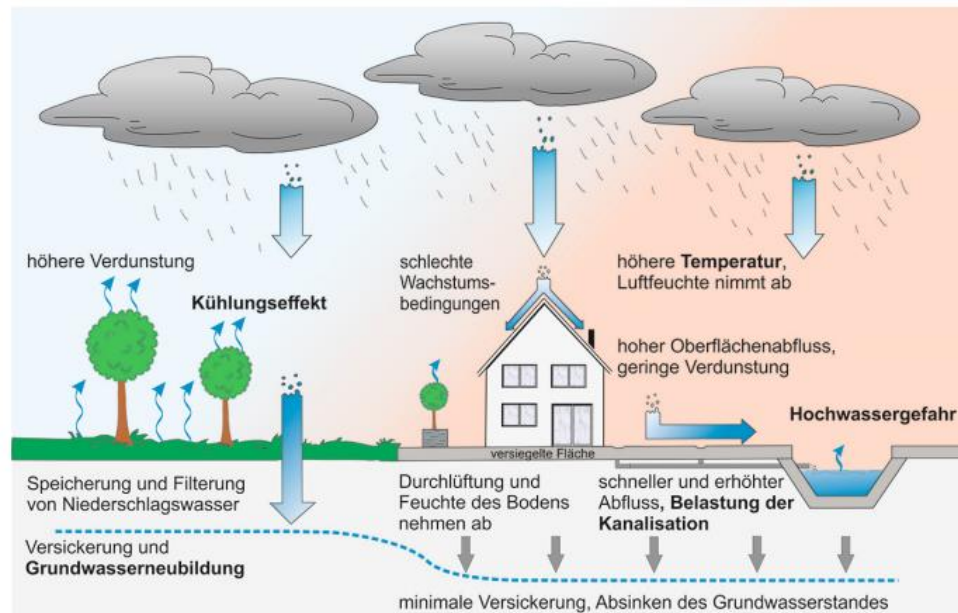 höhere Verdunstung
Kühlungseffekt
schlechte
Wachstums-
bedingungen
höhere Temperatur,
Luftfeuchte nimmt ab
hoher Oberflächenabfluss,
geringe Verdunstung
Hochwassergefahr
versiegelte Fläche
Speicherung und Filterung
von Niederschlagswasser
Durchlüftung und
Feuchte des Bodens
nehmen ab
schneller und erhöhter
Abfluss, Belastung der
Kanalisation
Versickerung und
Grundwasserneubildung
minimale Versickerung, Absinken des Grundwasserstandes